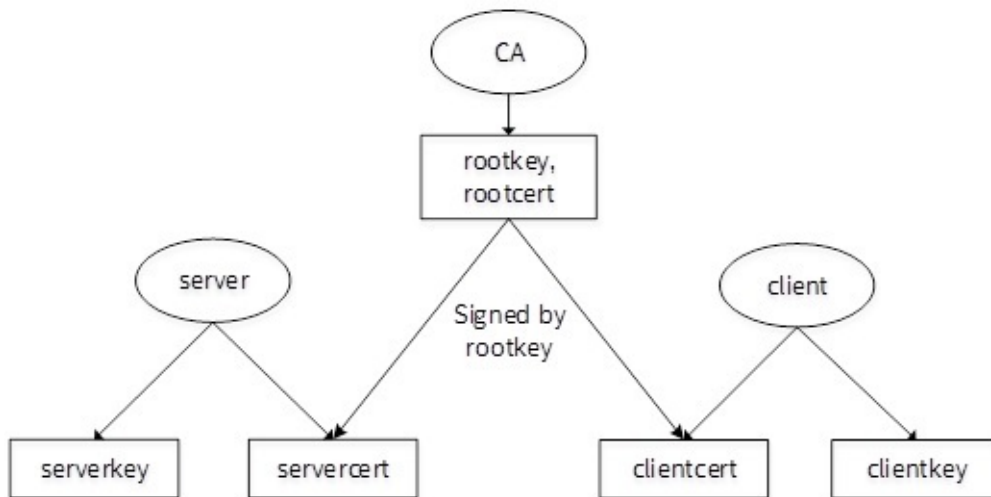 CA
rootkey,
rootcert
server
client
Signed by
rootkey
serverkey
servercert
clientcert
clientkey